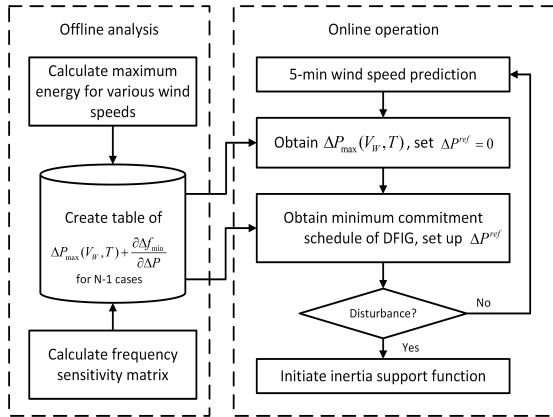 Offline analysis
Calculate maximum
energy for various wind
speeds
Create table of
ΔP_max(V_W,T) + ∂Δf_min/∂ΔP
for N-1 cases
Calculate frequency
sensitivity matrix
Online operation
5-min wind speed prediction
Obtain ΔP_max(V_W,T), set ΔP^ref = 0
Obtain minimum commitment
schedule of DFIG, set up ΔP^ref
Disturbance?
No
Yes
Initiate inertia support function